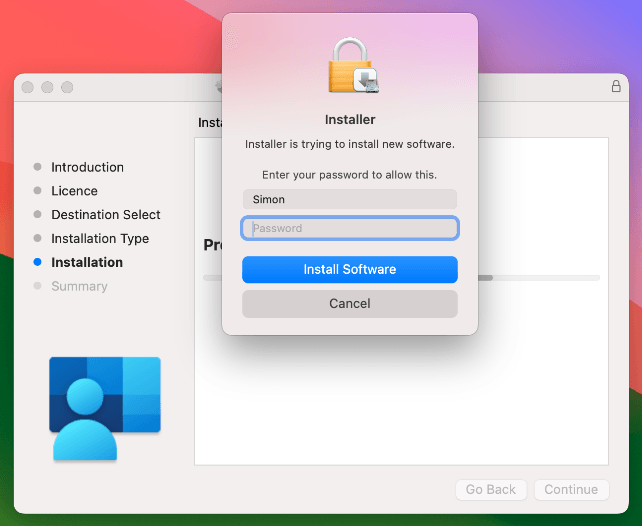 Installer
Installer is trying to install new software.
Enter your password to allow this.
Simon
Password
Install Software
Cancel
Introduction
Licence
Destination Select
Installation Type
Installation
Summary
Go Back
Continue